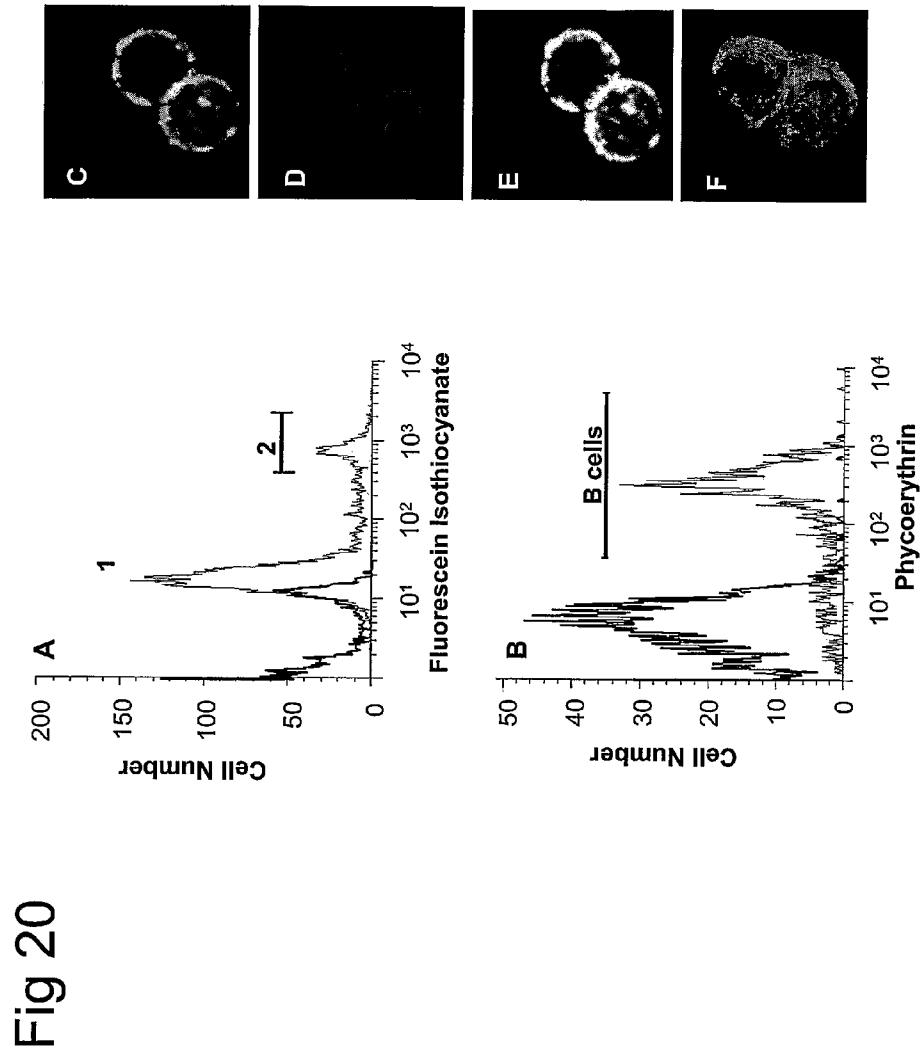 Fig 20
A
200
150
100
50
0
Cell Number
1
2
10¹ 10² 10³ 10⁴
Fluorescein Isothiocyanate
B
50
40
30
20
10
0
Cell Number
B cells
10¹ 10² 10³ 10⁴
Phycoerythrin
C
D
E
F